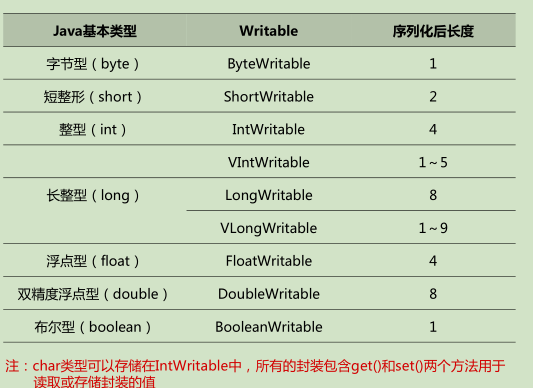 Java基本类型 Writable 序列化后长度
字节型（byte） ByteWritable 1
短整形（short） ShortWritable 2
整型（int） IntWritable 4
VIntWritable 1～5
长整型（long） LongWritable 8
VLongWritable 1～9
浮点型（float） FloatWritable 4
双精度浮点型（double） DoubleWritable 8
布尔型（boolean） BooleanWritable 1
注：char类型可以存储在IntWritable中，所有的封装包含get()和set()两个方法用于
读取或存储封装的值